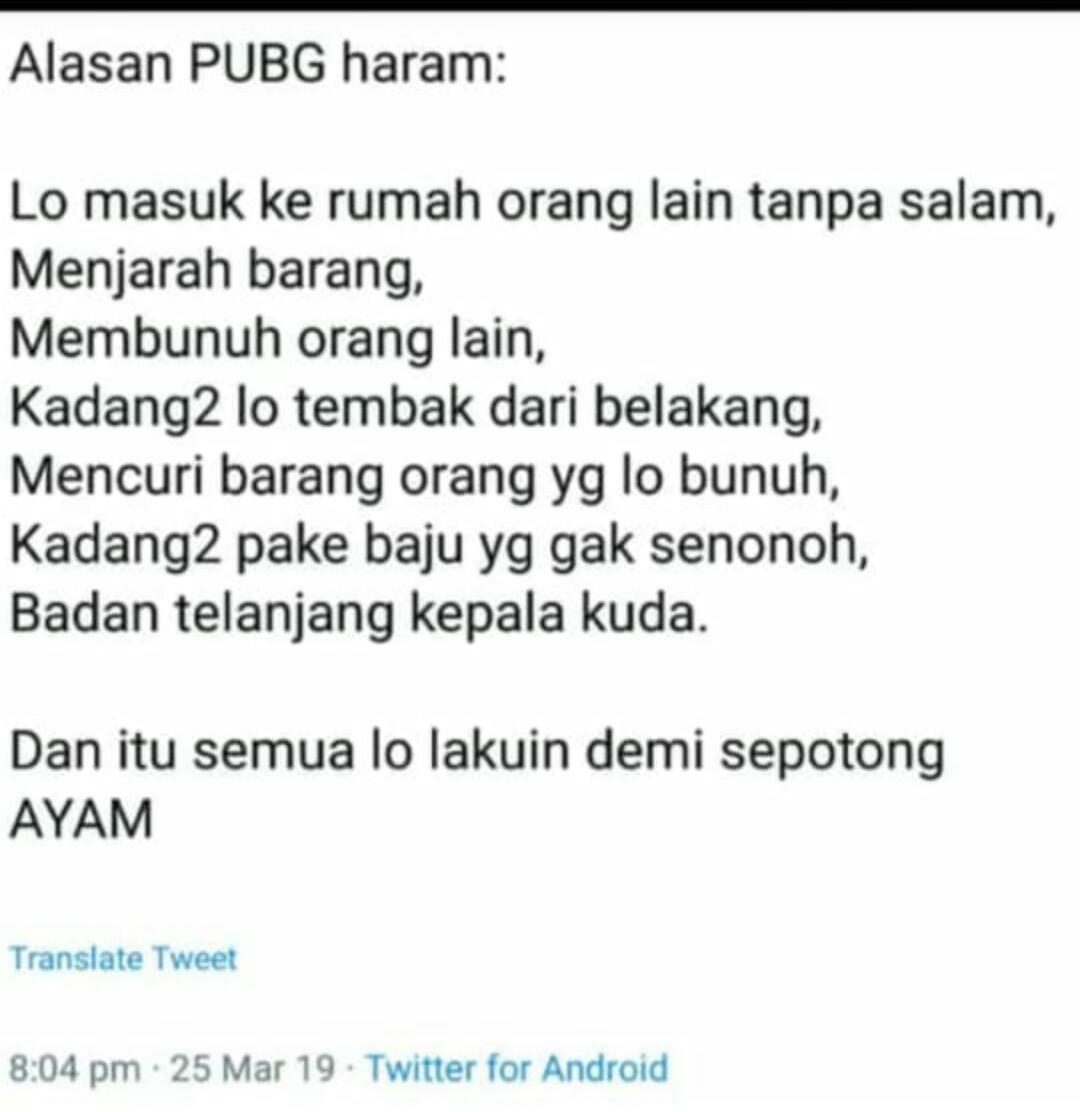 Alasan PUBG haram:
Lo masuk ke rumah orang lain tanpa salam,
Menjarah barang,
Membunuh orang lain,
Kadang2 lo tembak dari belakang,
Mencuri barang orang yg lo bunuh,
Kadang2 pake baju yg gak senonoh,
Badan telanjang kepala kuda.
Dan itu semua lo lakuin demi sepotong
AYAM
Translate Tweet
8:04 pm · 25 Mar 19 · Twitter for Android